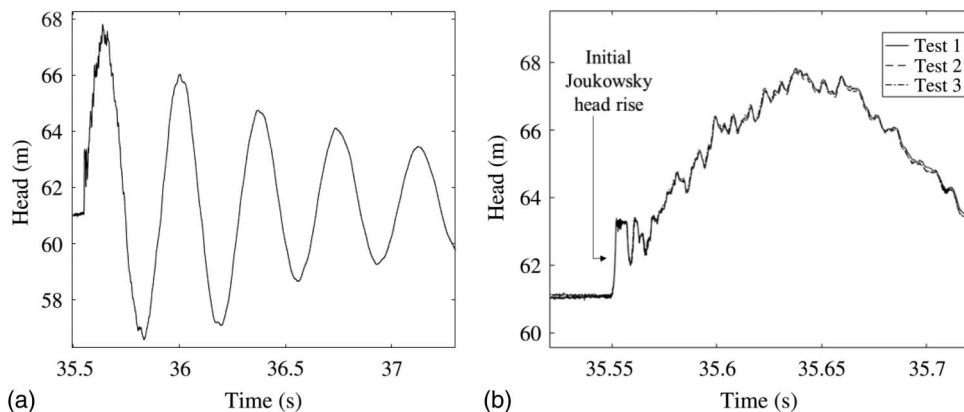 68
66
64
62
60
58
35.5
36
36.5
37
Head (m)
Time (s)
(a)
68
66
64
62
60
35.55
35.6
35.65
35.7
Head (m)
Time (s)
(b)
Initial
Joukowsky
head rise
Test 1
Test 2
Test 3